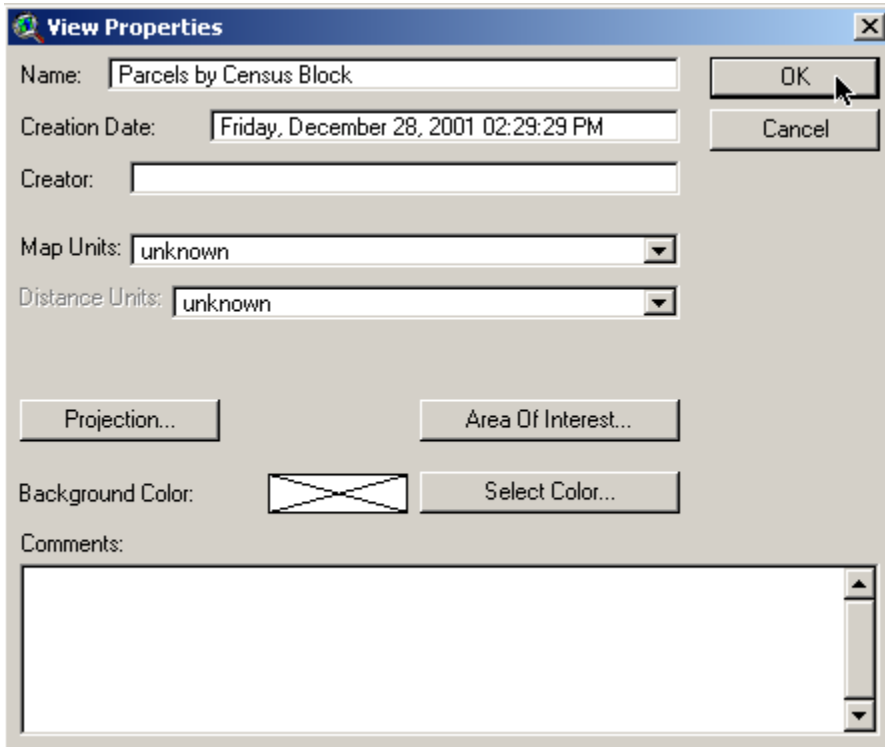 View Properties
Name: Parcels by Census Block
OK
Creation Date: Friday, December 28, 2001 02:29:29 PM
Cancel
Creator:
Map Units: unknown
Distance Units: unknown
Projection...
Area Of Interest...
Background Color:
Select Color...
Comments: